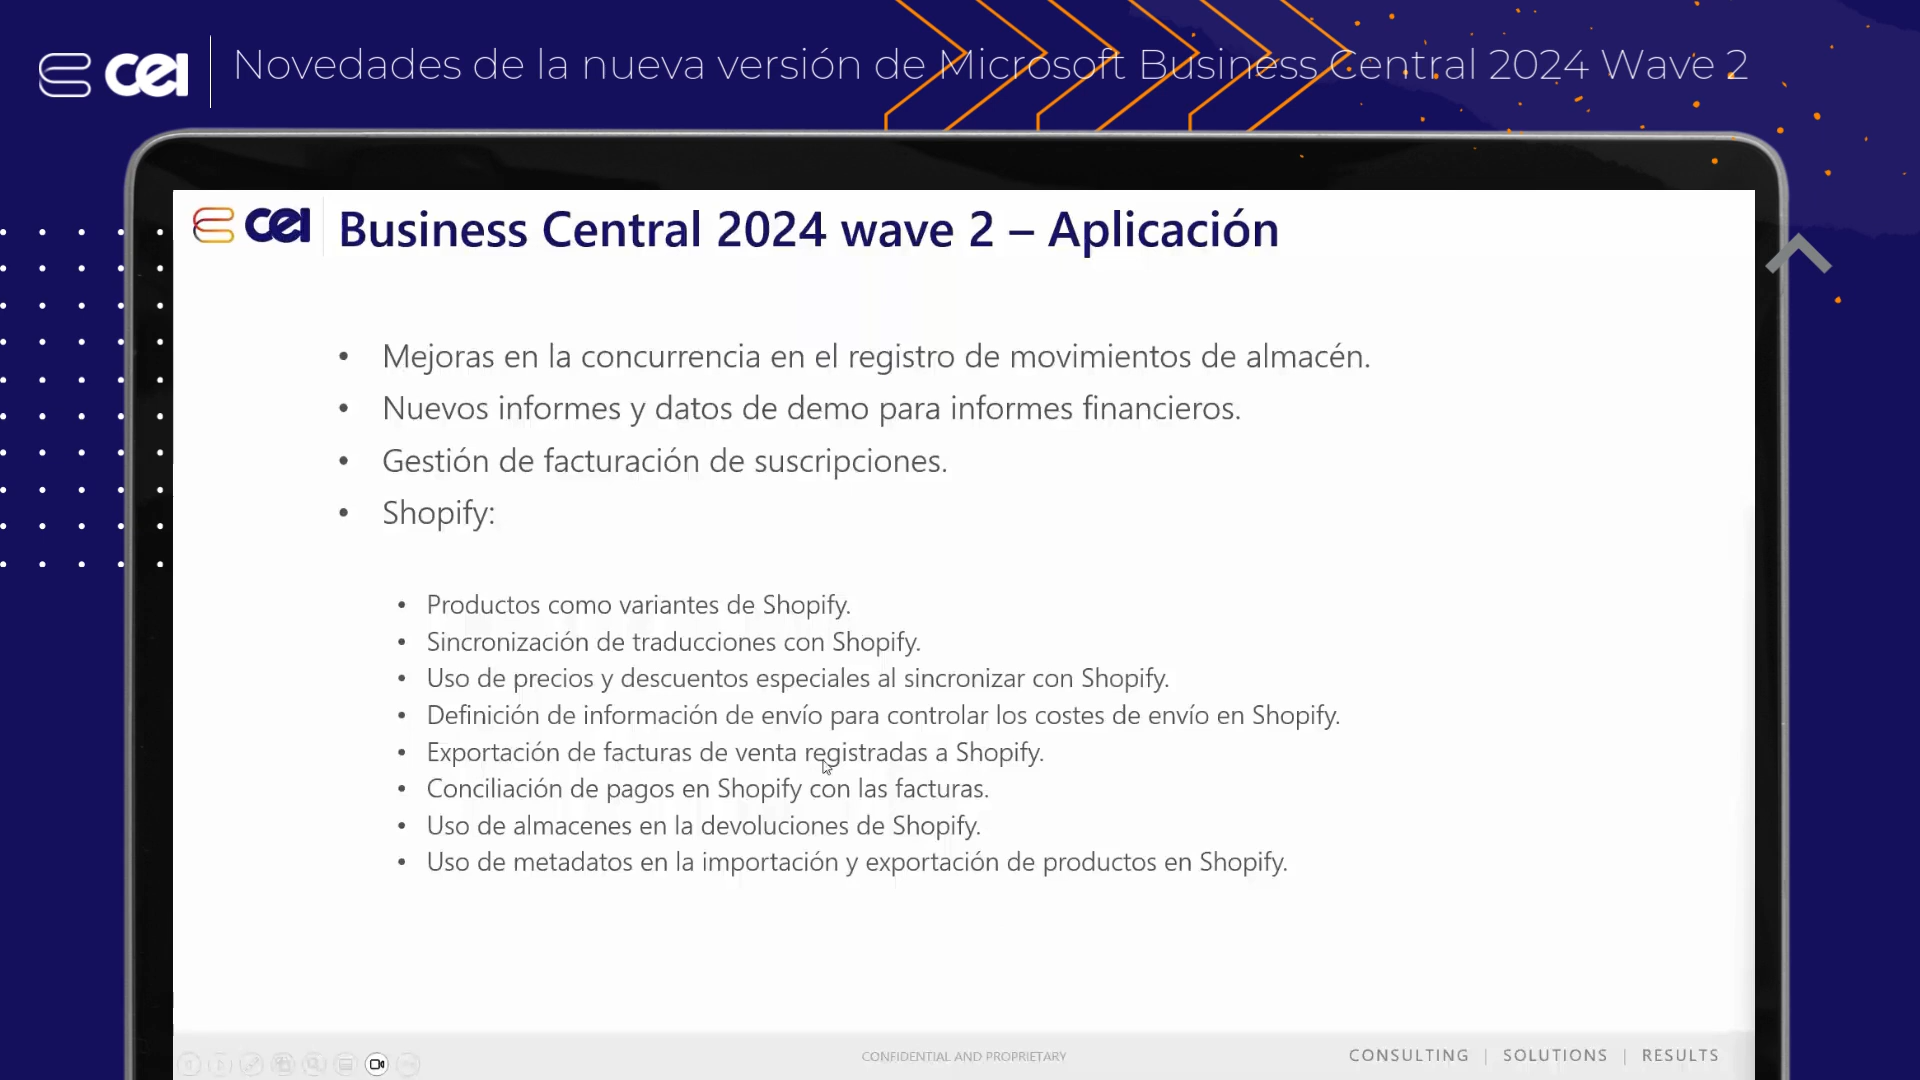 cei
Novedades de la nueva versión de Microsoft Business Central 2024 Wave 2
cei
Business Central 2024 wave 2 – Aplicación
• Mejoras en la concurrencia en el registro de movimientos de almacén.
• Nuevos informes y datos de demo para informes financieros.
• Gestión de facturación de suscripciones.
• Shopify:
• Productos como variantes de Shopify.
• Sincronización de traducciones con Shopify.
• Uso de precios y descuentos especiales al sincronizar con Shopify.
• Definición de información de envío para controlar los costes de envío en Shopify.
• Exportación de facturas de venta registradas a Shopify.
• Conciliación de pagos en Shopify con las facturas.
• Uso de almacenes en la devoluciones de Shopify.
• Uso de metadatos en la importación y exportación de productos en Shopify.
CONFIDENTIAL AND PROPRIETARY
CONSULTING | SOLUTIONS | RESULTS